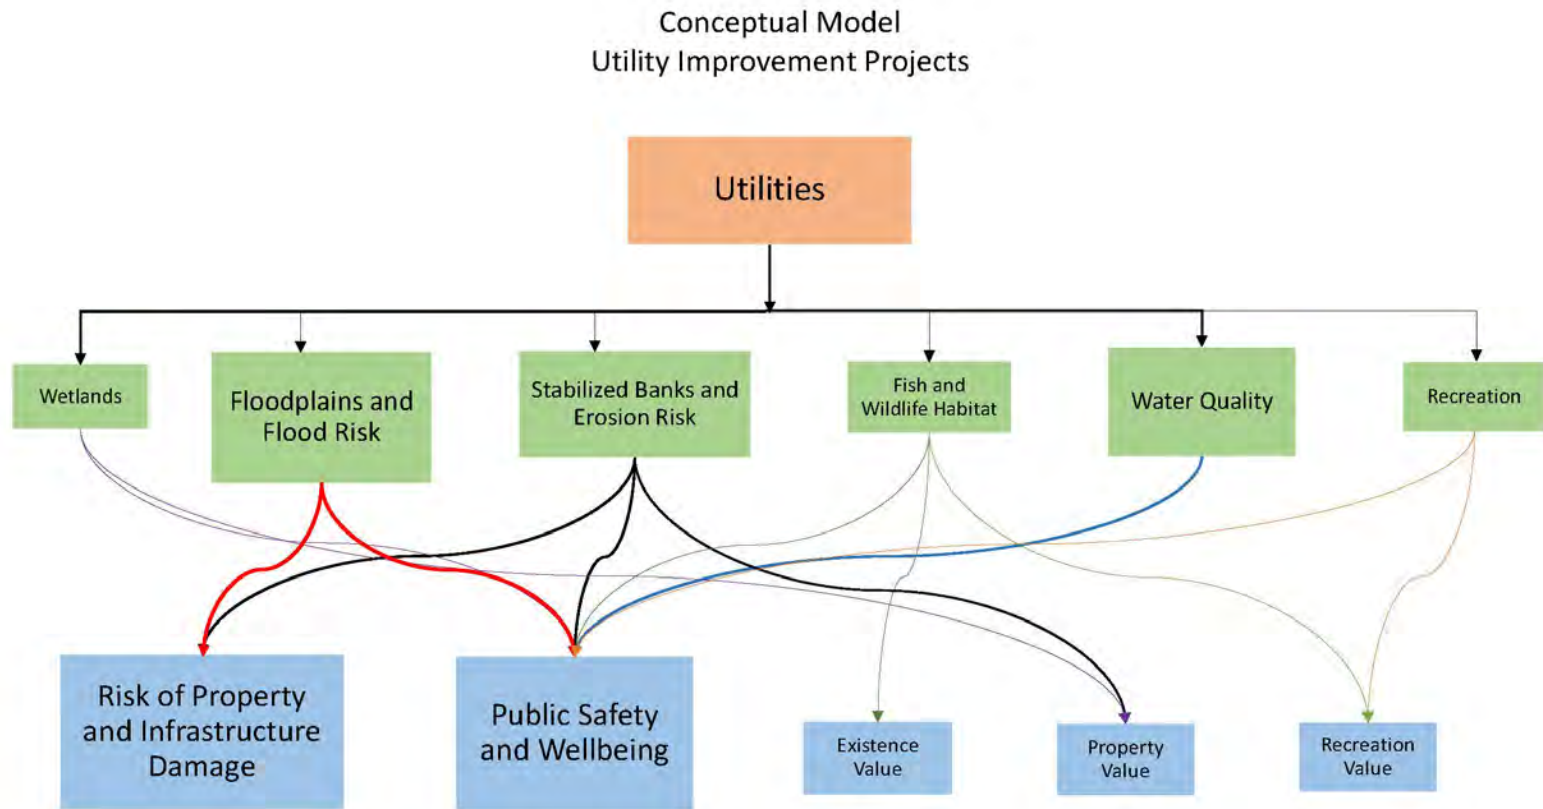 Conceptual Model
Utility Improvement Projects
Utilities
Wetlands
Floodplains and
Flood Risk
Stabilized Banks and
Erosion Risk
Fish and
Wildlife Habitat
Water Quality
Recreation
Risk of Property
and Infrastructure
Damage
Public Safety
and Wellbeing
Existence
Value
Property
Value
Recreation
Value